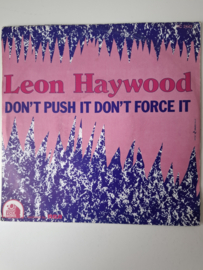 Leon Haywood
DON'T PUSH IT DON'T FORCE IT